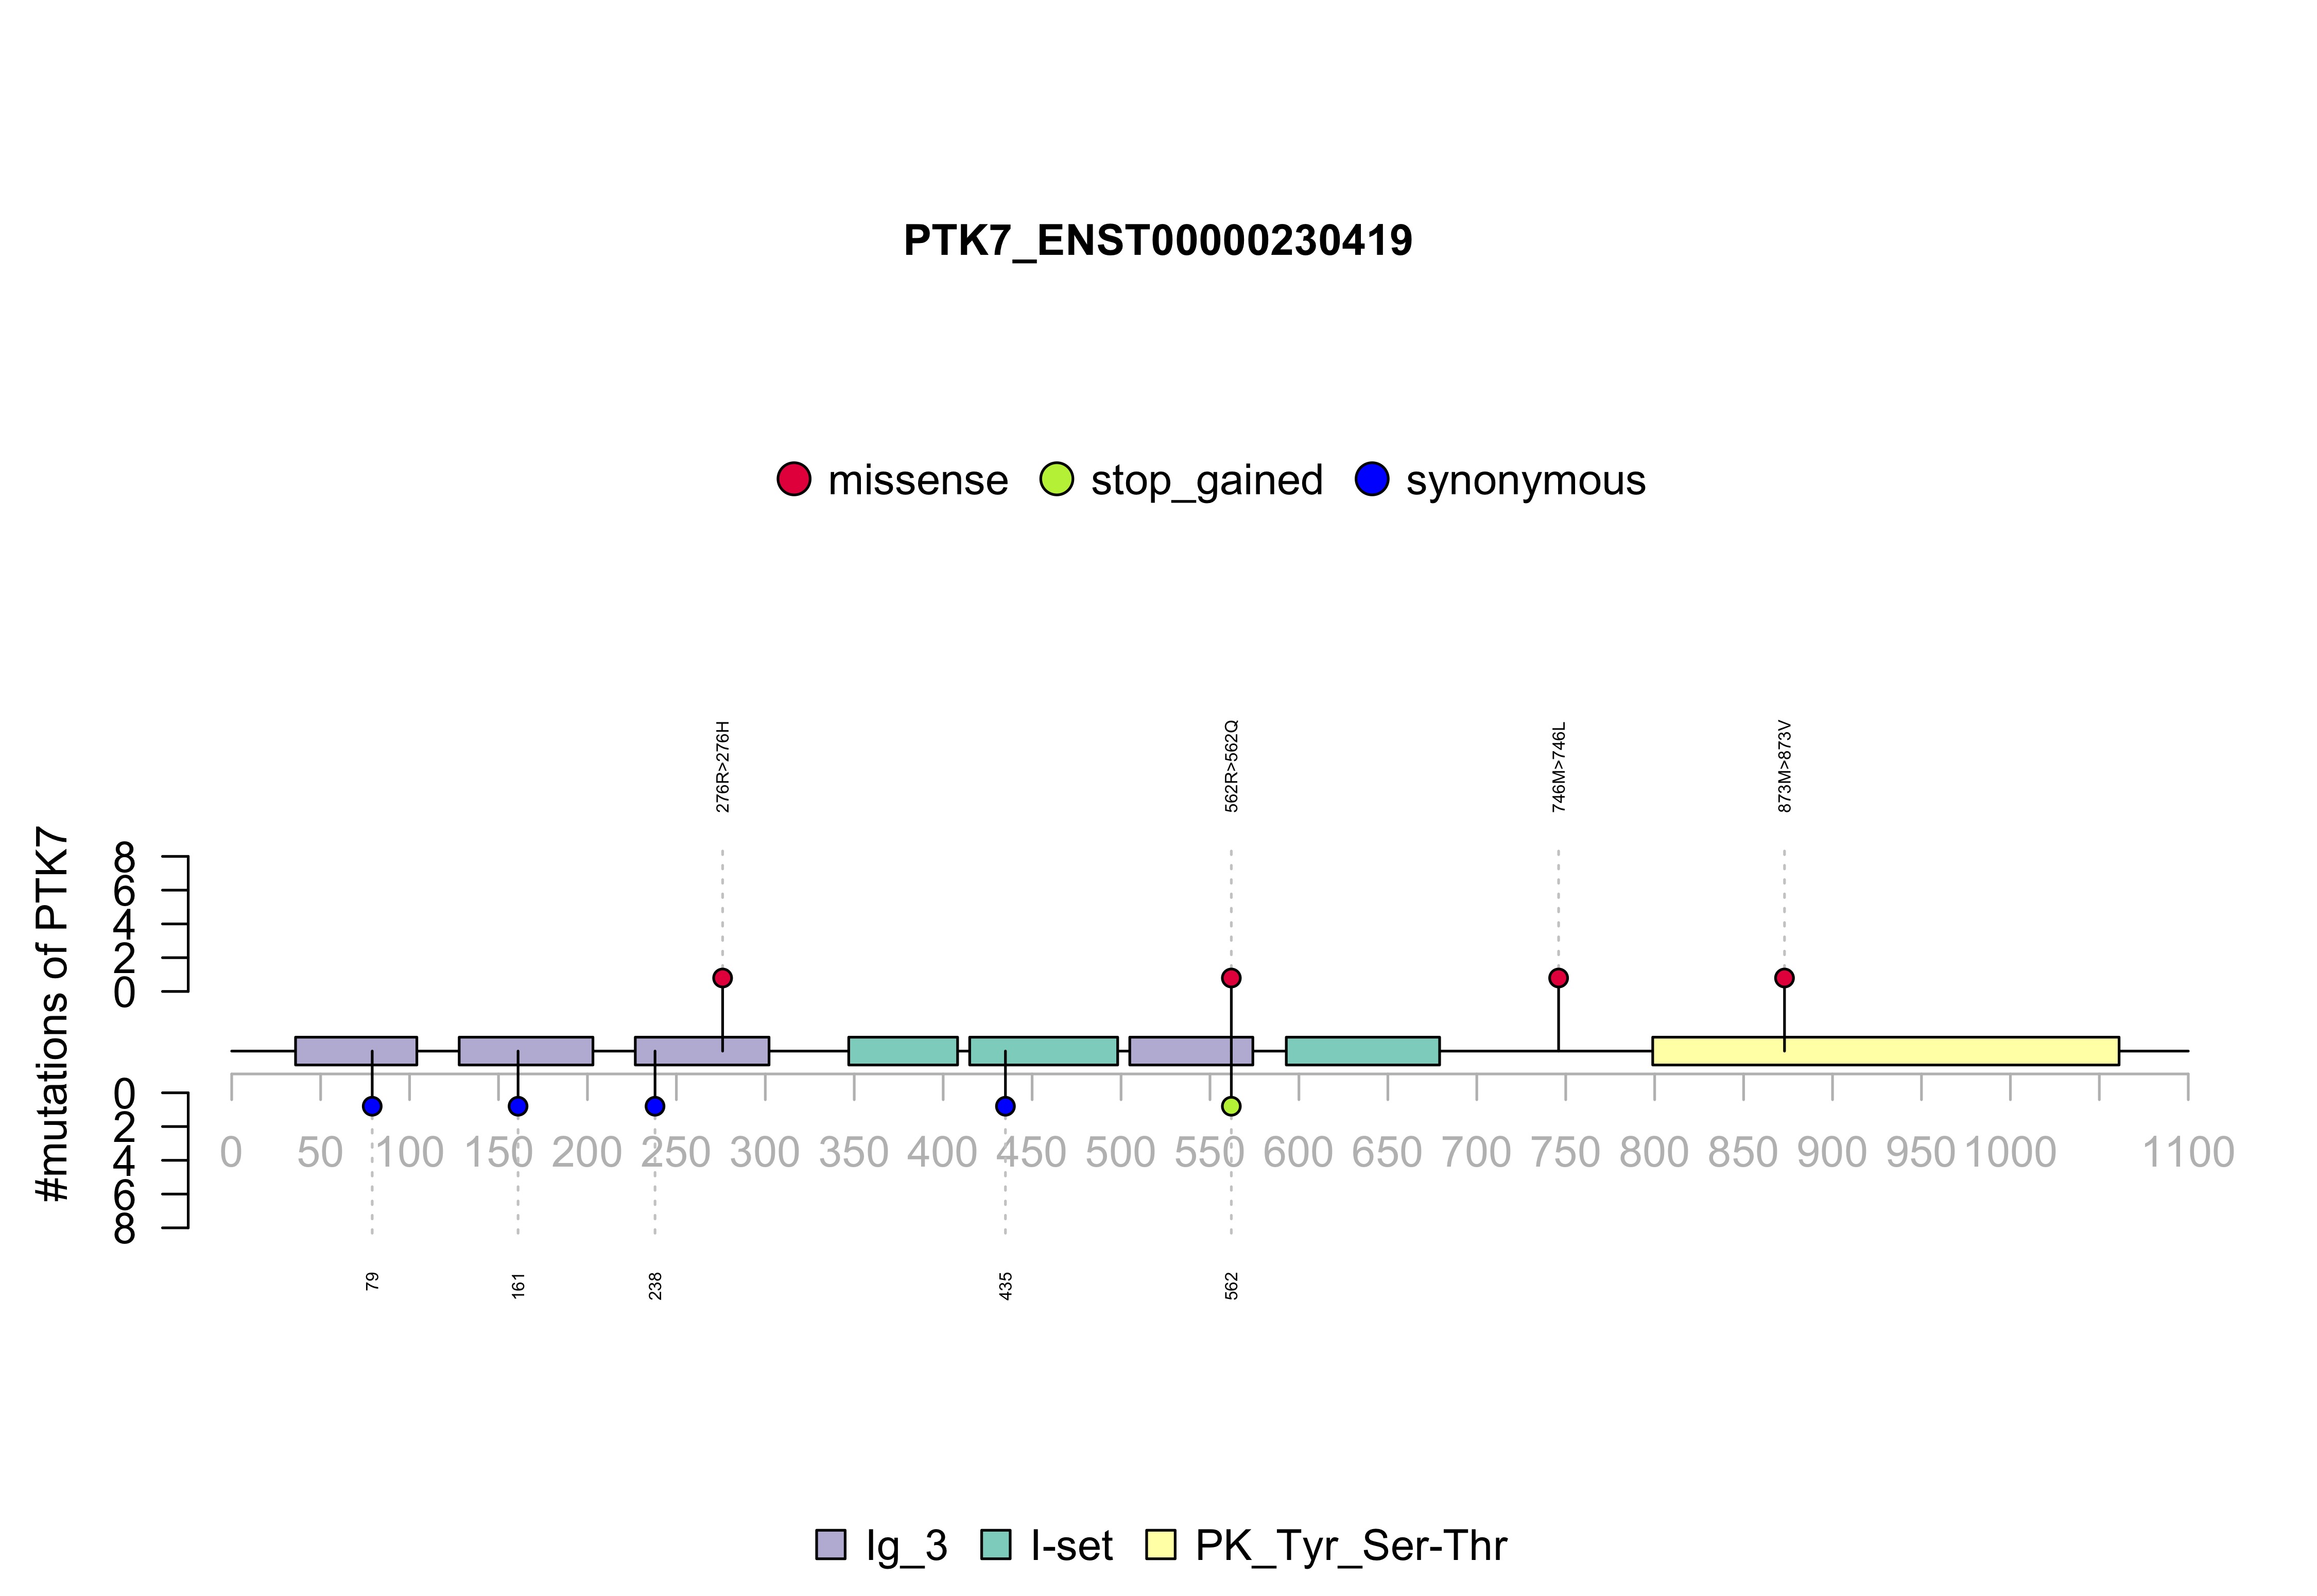 PTK7_ENST00000230419
missense stop_gained synonymous
276R>276H 562R>562Q 746M>746L 873M>873V
#mutations of PTK7
8
6
4
2
0
0
2
4
6
8
0 50 100 150 200 250 300 350 400 450 500 550 600 650 700 750 800 850 900 950 1000 1100
79 161 238 435 562
Ig_3 I-set PK_Tyr_Ser-Thr